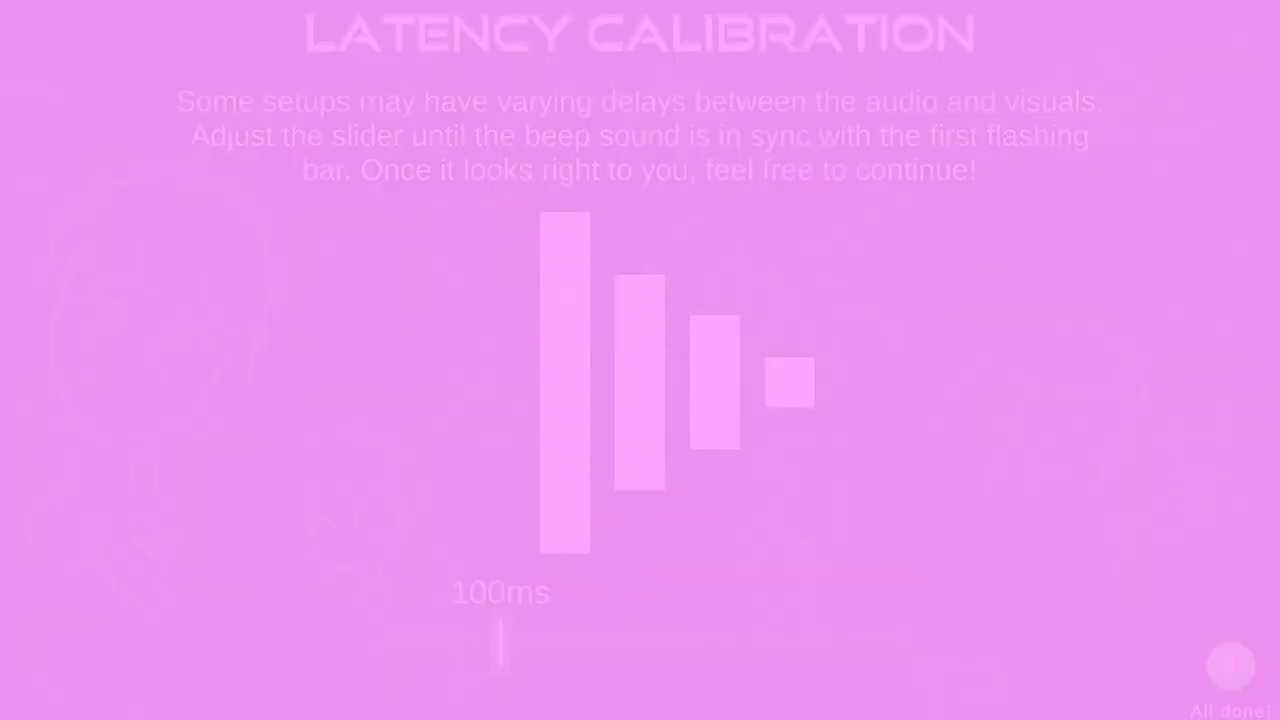 LATENCY CALIBRATION
Some setups may have varying delays between the audio and visuals.
Adjust the slider until the beep sound is in sync with the first flashing
bar. Once it looks right to you, feel free to continue!
100ms
All done!